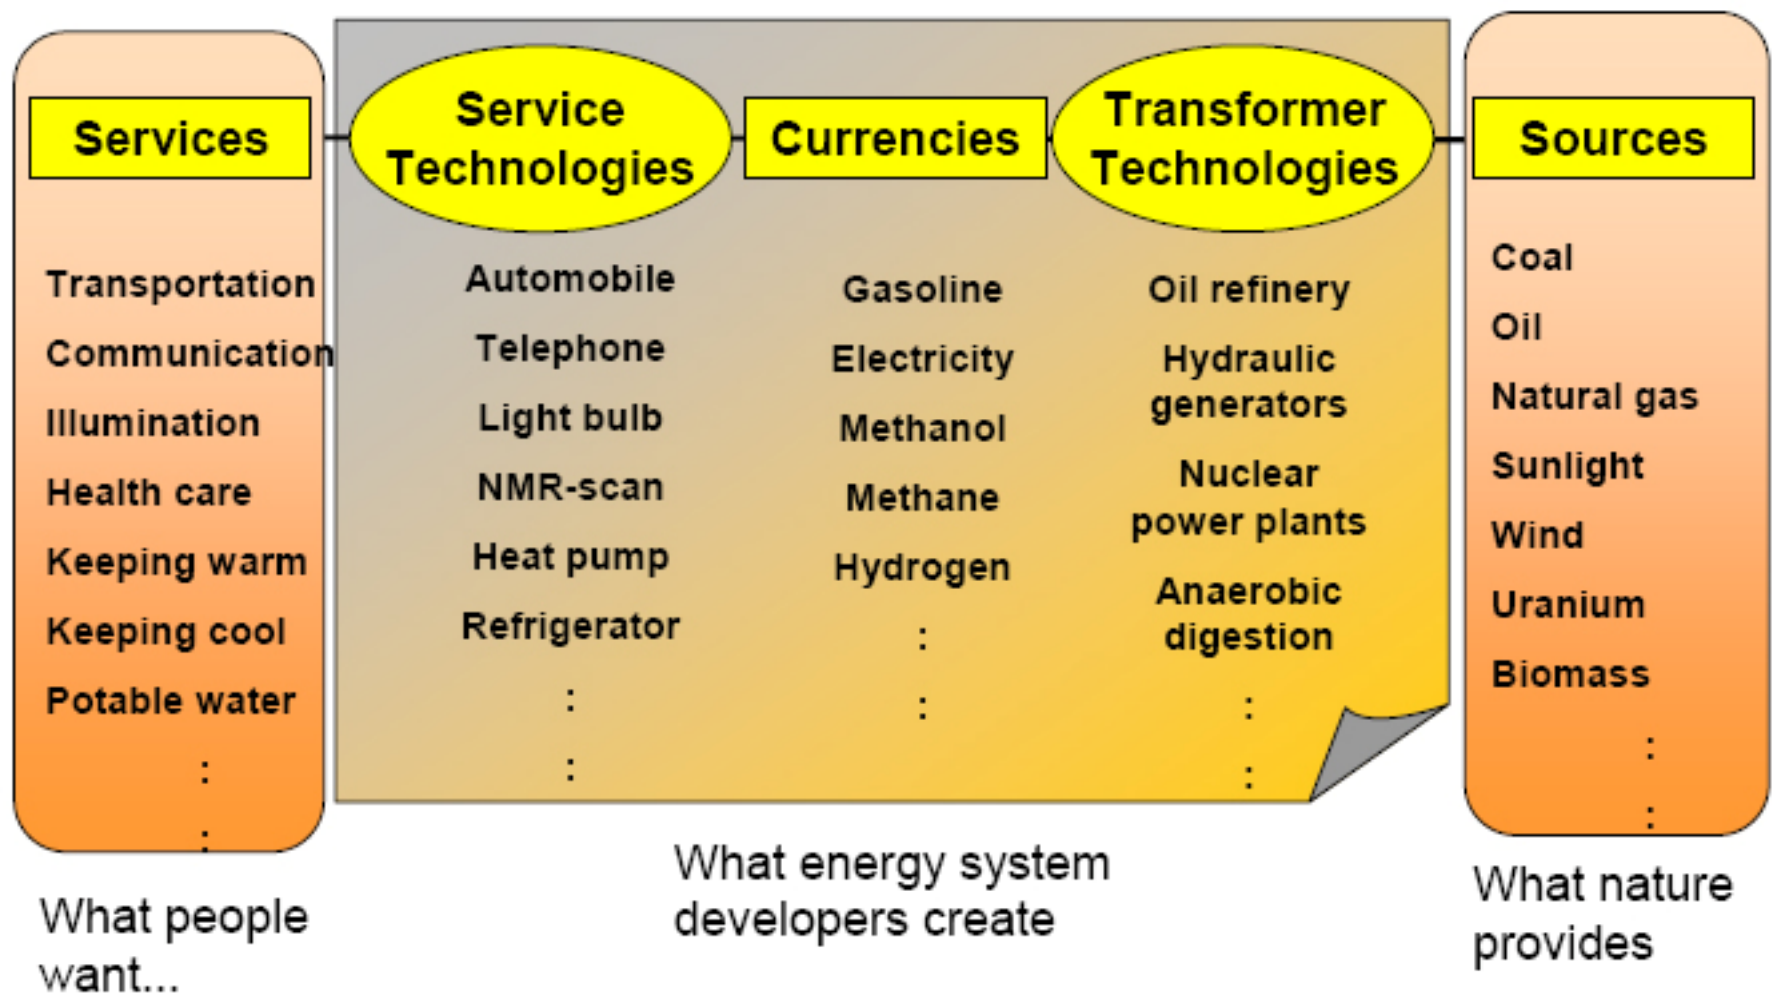 Services
Service
Technologies
Currencies
Transformer
Technologies
Sources
Transportation
Communication
Illumination
Health care
Keeping warm
Keeping cool
Potable water
:
:
Automobile
Telephone
Light bulb
NMR-scan
Heat pump
Refrigerator
:
:
Gasoline
Electricity
Methanol
Methane
Hydrogen
:
:
Oil refinery
Hydraulic
generators
Nuclear
power plants
Anaerobic
digestion
:
:
Coal
Oil
Natural gas
Sunlight
Wind
Uranium
Biomass
:
:
What people
want...
What energy system
developers create
What nature
provides